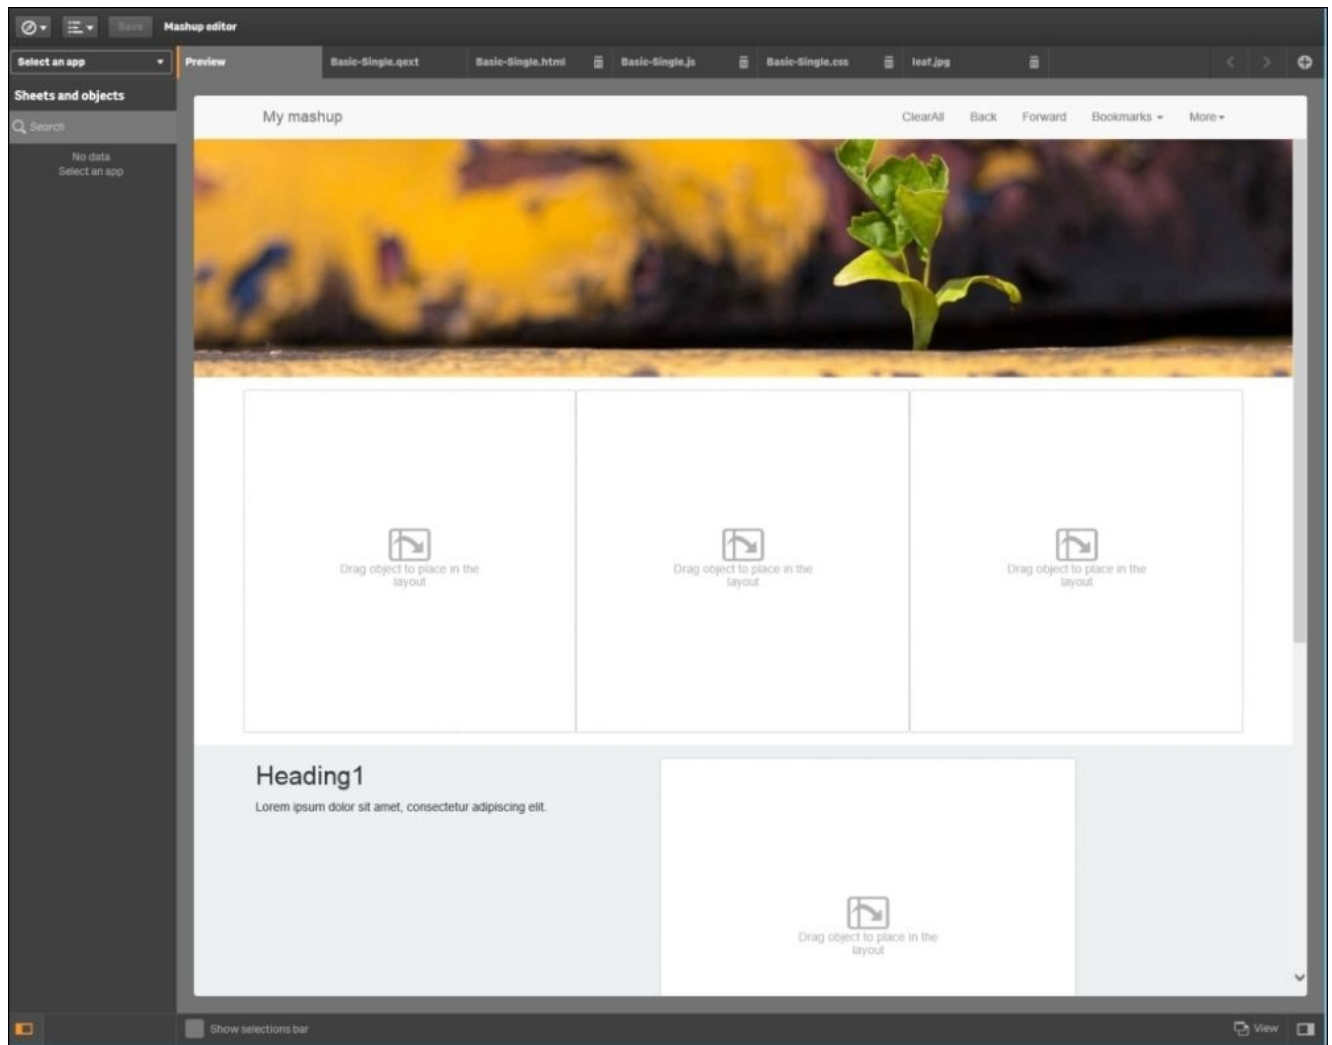 Save Mashup editor
Select an app Preview Basic-Single.qext Basic-Single.html Basic-Single.js Basic-Single.css leaf.jpg
Sheets and objects
Search
No data
Select an app
My mashup ClearAll Back Forward Bookmarks More
Drag object to place in the
layout
Drag object to place in the
layout
Drag object to place in the
layout
Heading1
Lorem ipsum dolor sit amet, consectetur adipiscing elit.
Drag object to place in the
layout
Show selections bar View